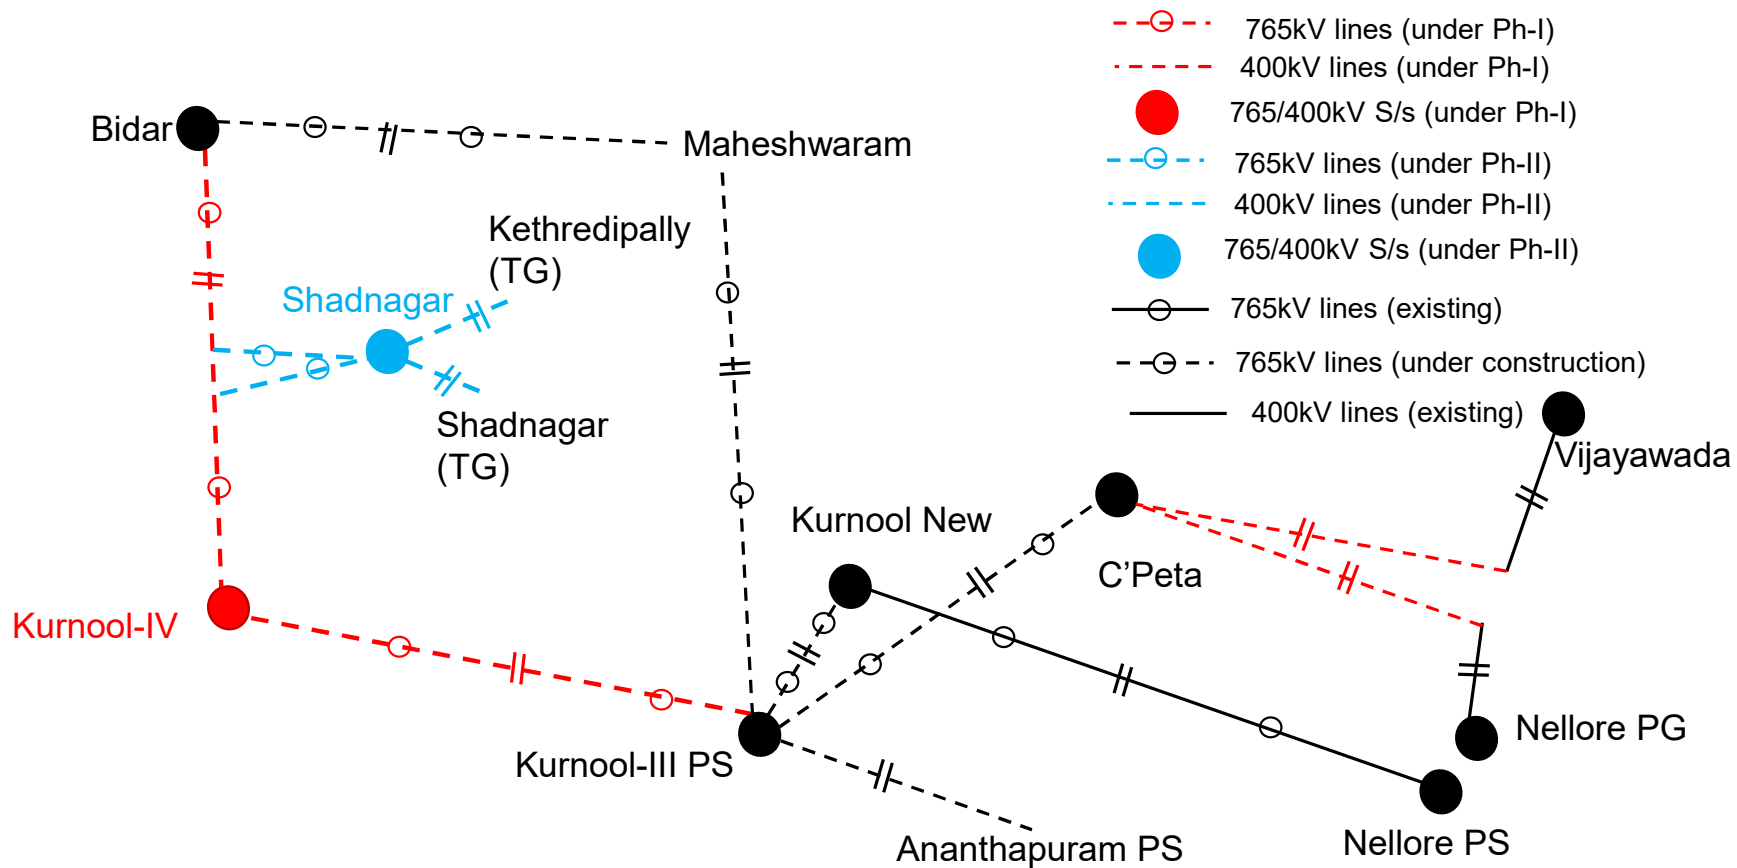 765kV lines (under Ph-I)
400kV lines (under Ph-I)
765/400kV S/s (under Ph-I)
765kV lines (under Ph-II)
400kV lines (under Ph-II)
765/400kV S/s (under Ph-II)
765kV lines (existing)
765kV lines (under construction)
400kV lines (existing)
Bidar
Maheshwaram
Kethredipally
(TG)
Shadnagar
Shadnagar
(TG)
Vijayawada
Kurnool New
C'Peta
Kurnool-IV
Kurnool-III PS
Nellore PG
Ananthapuram PS
Nellore PS